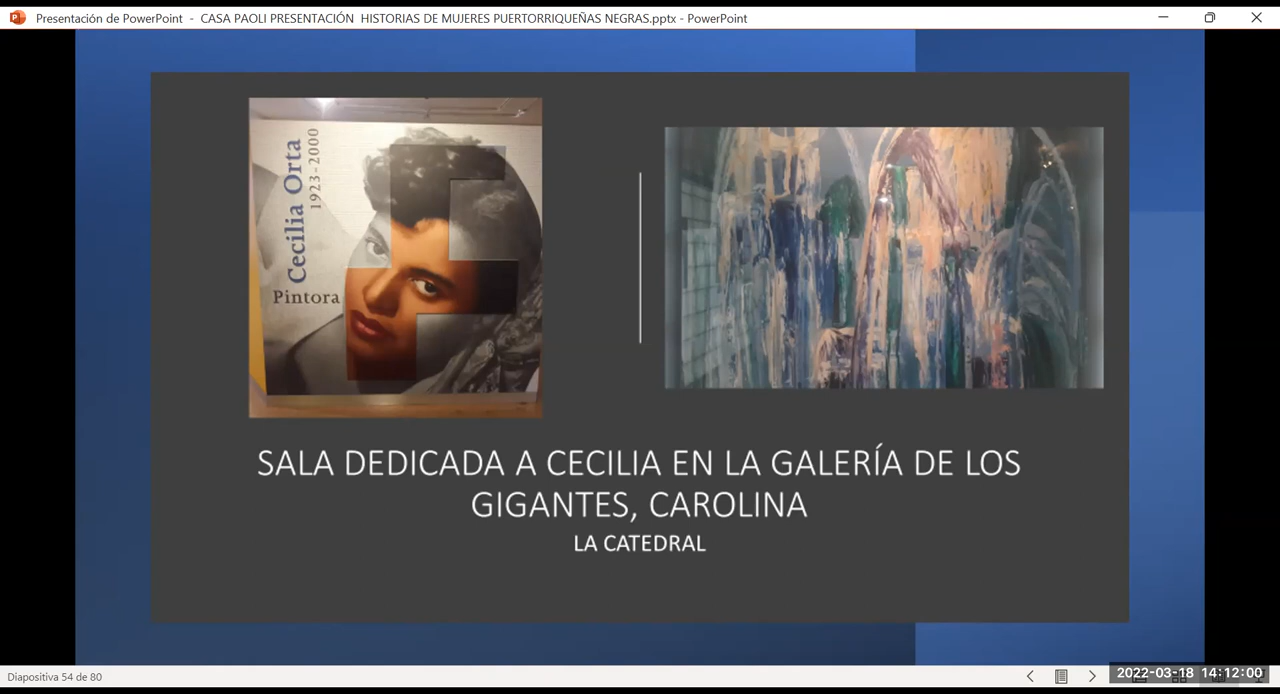 Presentación de PowerPoint - CASA PAOLI PRESENTACIÓN HISTORIAS DE MUJERES PUERTORRIQUEÑAS NEGRAS.pptx - PowerPoint
Cecilia Orta
1923-2000
Pintora
SALA DEDICADA A CECILIA EN LA GALERÍA DE LOS
GIGANTES, CAROLINA
LA CATEDRAL
Diapositiva 54 de 80
2022-03-18 14:12:00